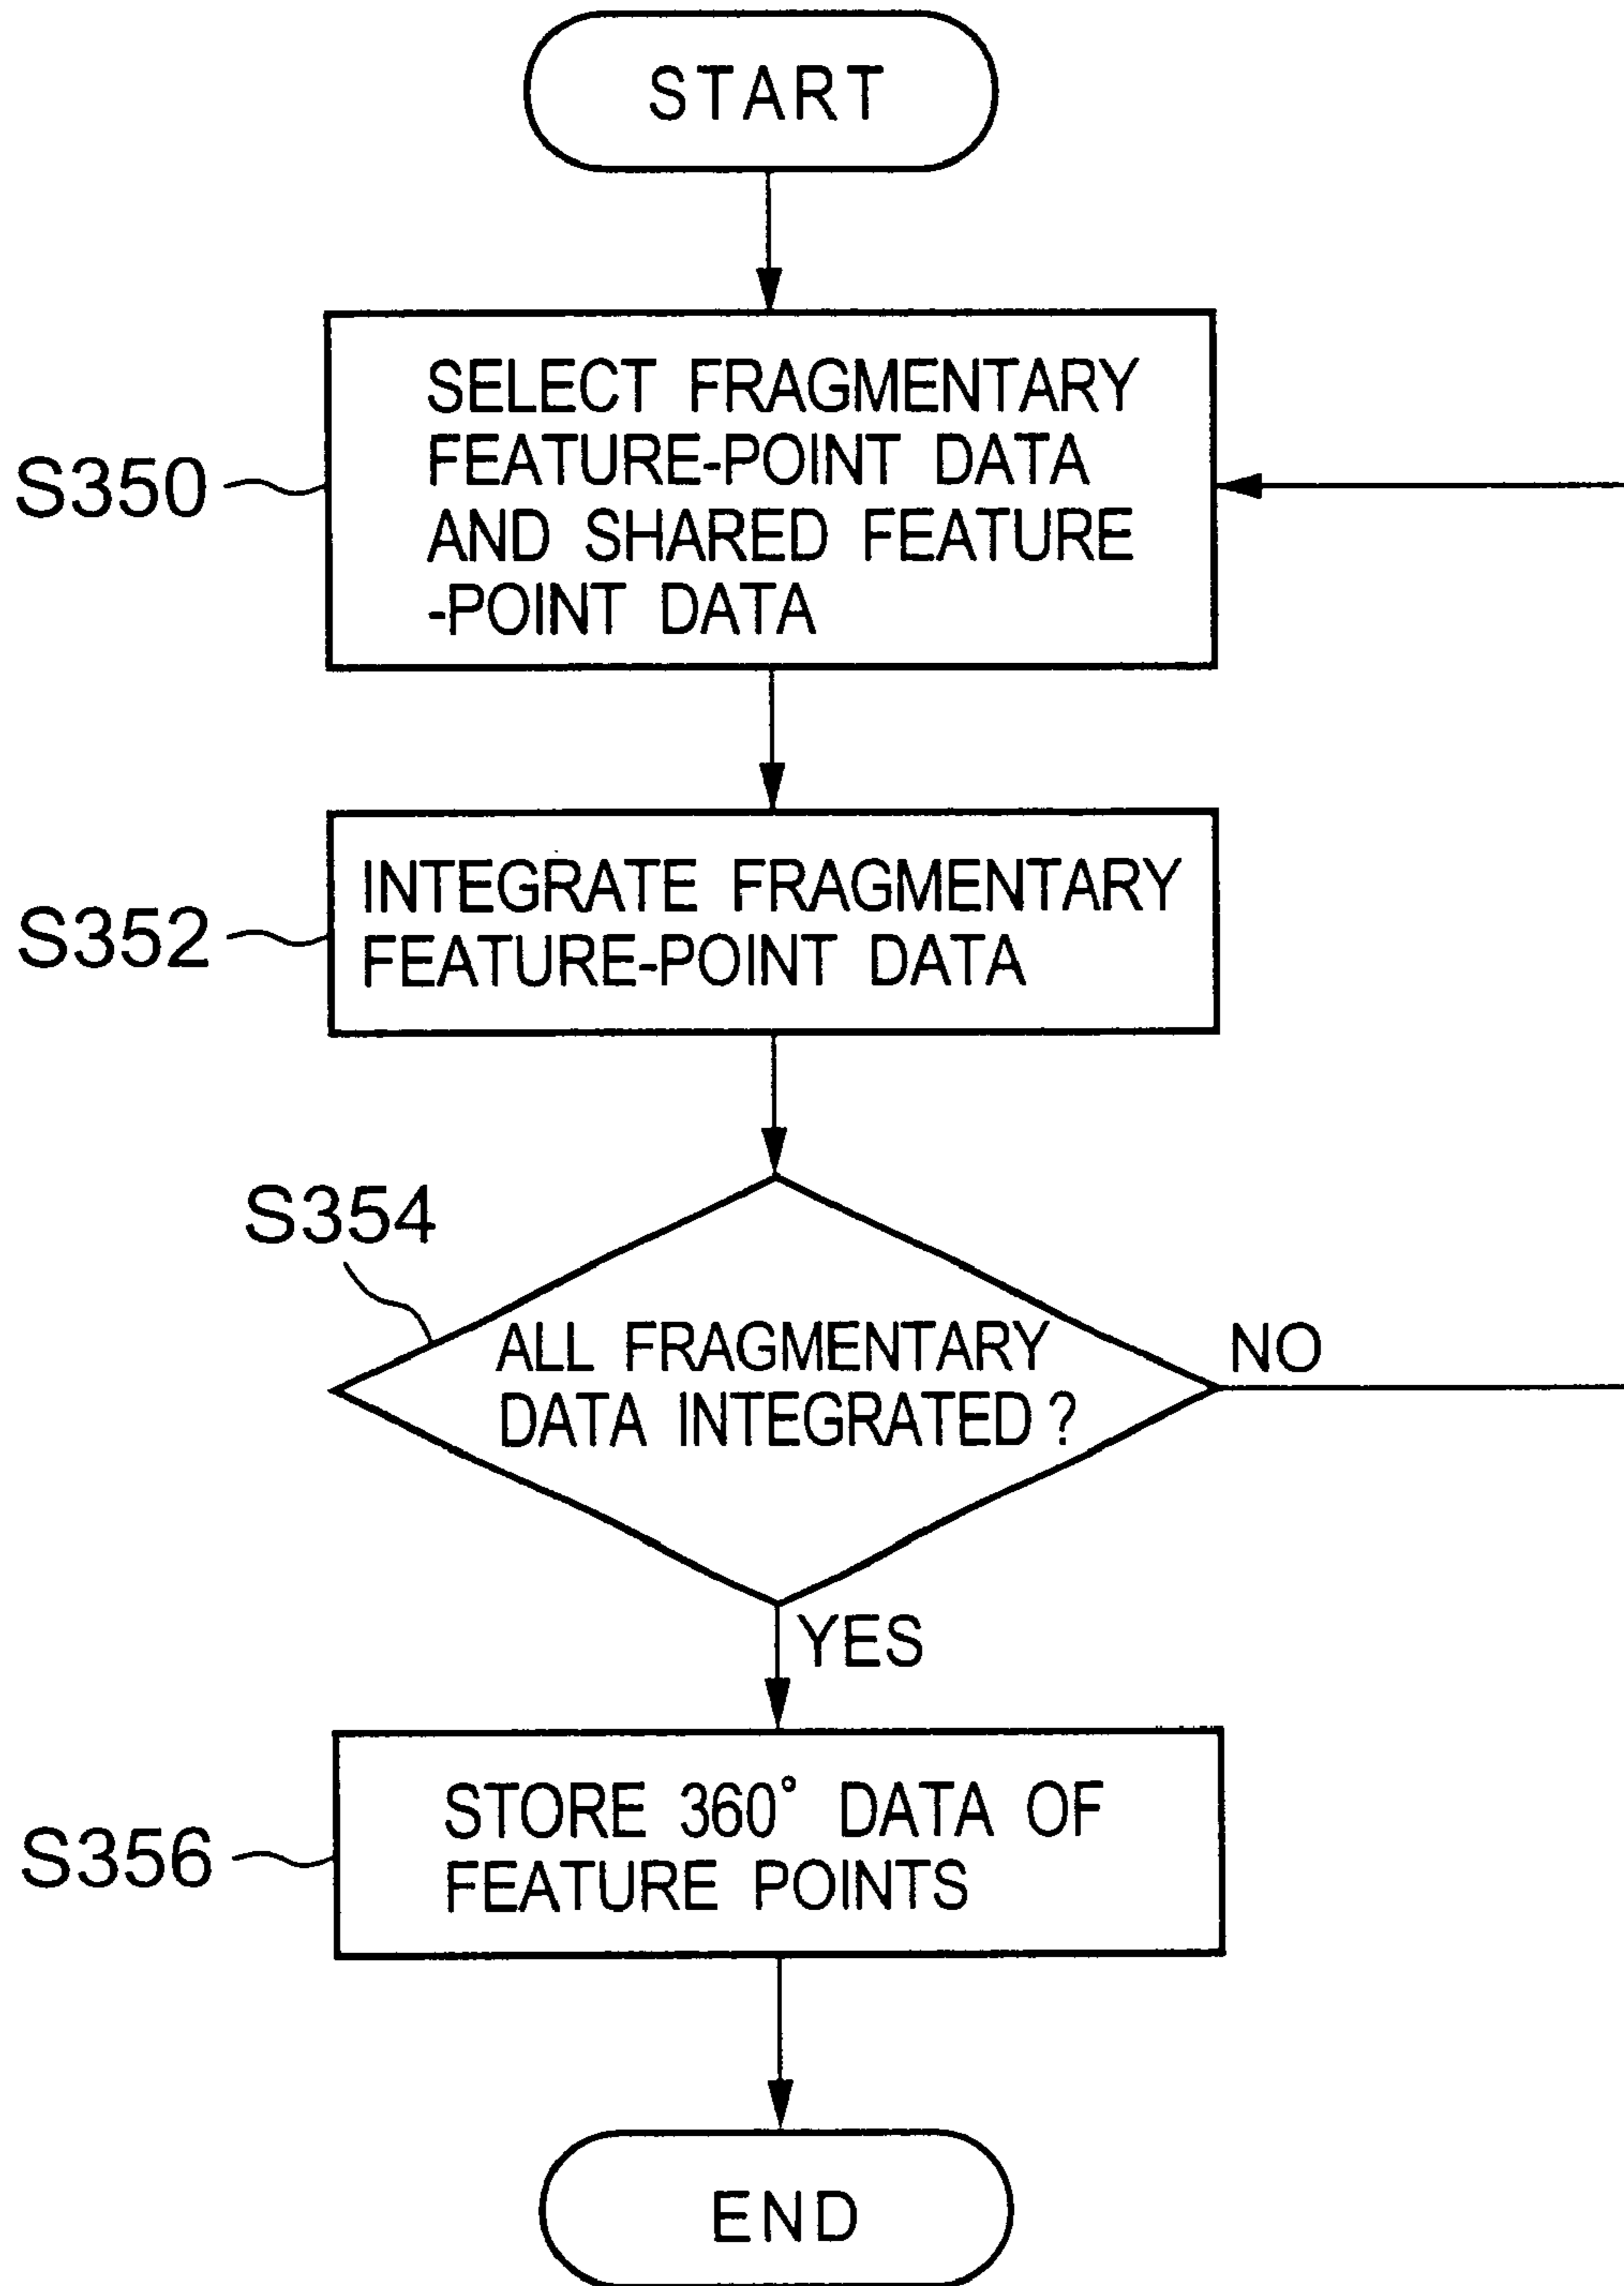 START
S350
SELECT FRAGMENTARY
FEATURE-POINT DATA
AND SHARED FEATURE
-POINT DATA
S352
INTEGRATE FRAGMENTARY
FEATURE-POINT DATA
S354
ALL FRAGMENTARY
DATA INTEGRATED ?
NO
YES
S356
STORE 360° DATA OF
FEATURE POINTS
END